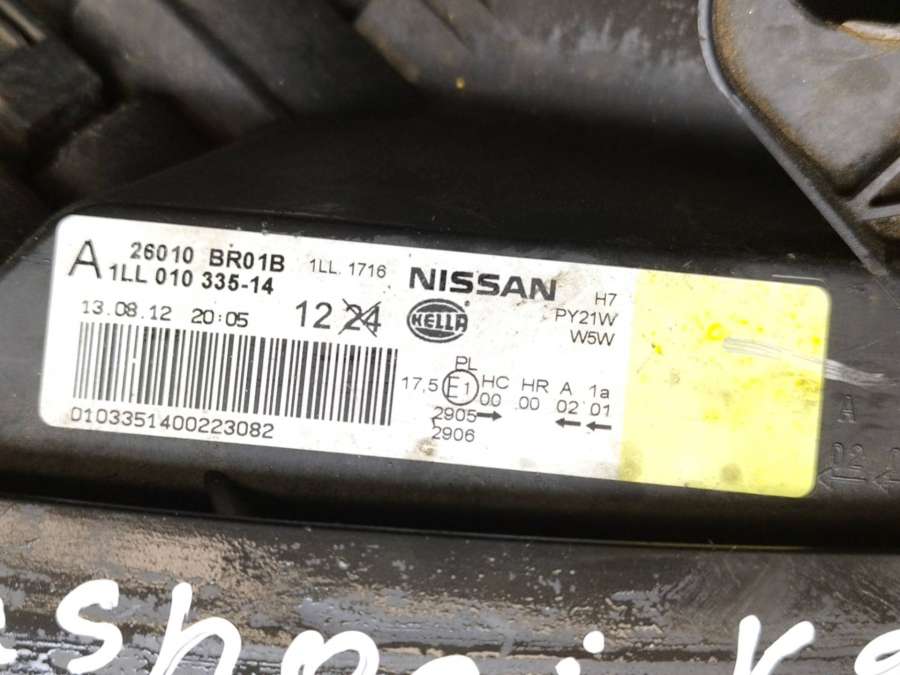 A 26010 BR01B 1LL. 1716
1LL 010 335-14
13.08.12 20:05 12 24
0103351400223082
NISSAN
HELLA
H7
PY21W
W5W
PL
17,5 E1 HC HR A 1a
00 .00 02 01
2905→ ← ←
2906
A
02